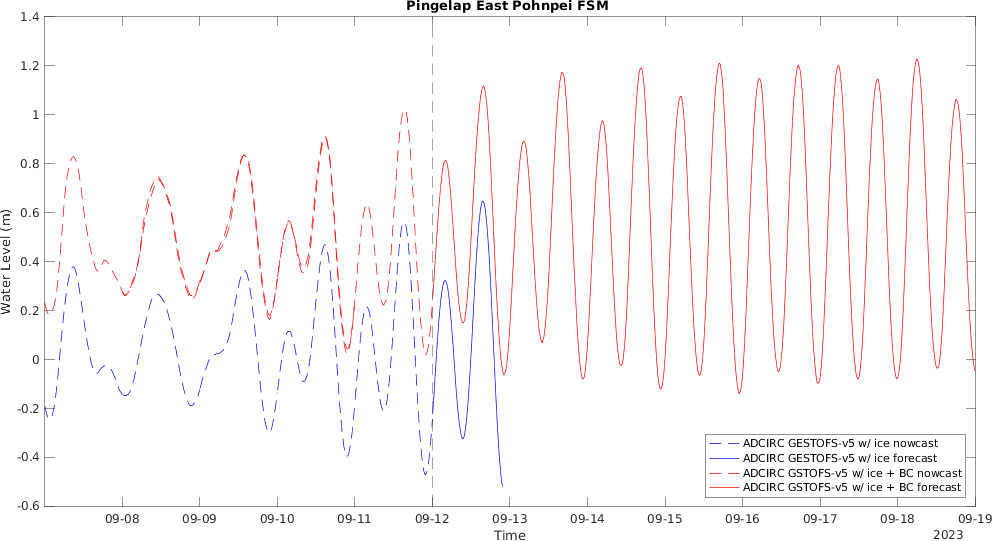 Pingelap East Pohnpei FSM
1.4
1.2
1
0.8
0.6
0.4
0.2
0
-0.2
-0.4
-0.6
Water Level (m)
ADCIRC GESTOFS-v5 w/ ice nowcast
ADCIRC GESTOFS-v5 w/ ice forecast
ADCIRC GSTOFS-v5 w/ ice + BC nowcast
ADCIRC GSTOFS-v5 w/ ice + BC forecast
09-08 09-09 09-10 09-11 09-12 09-13 09-14 09-15 09-16 09-17 09-18 09-19
Time
2023